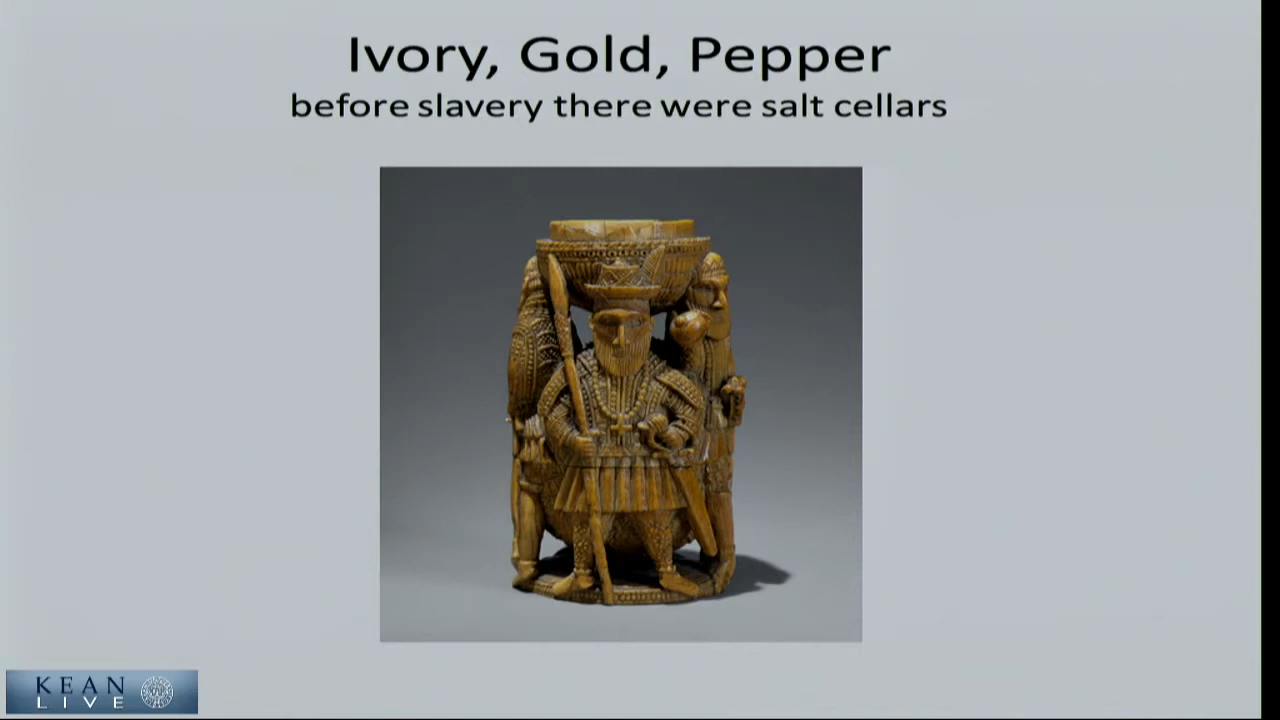 Ivory, Gold, Pepper
before slavery there were salt cellars
KEAN
LIVE